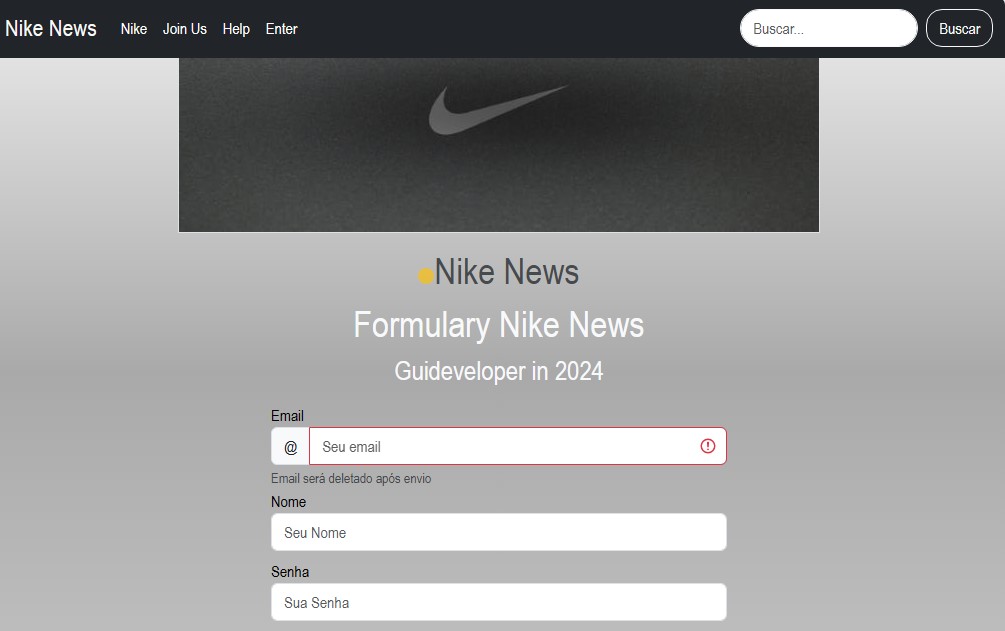 Nike News Nike Join Us Help Enter Buscar... Buscar
Nike News
Formulary Nike News
Guideveloper in 2024
Email
@ Seu email
Email será deletado após envio
Nome
Seu Nome
Senha
Sua Senha